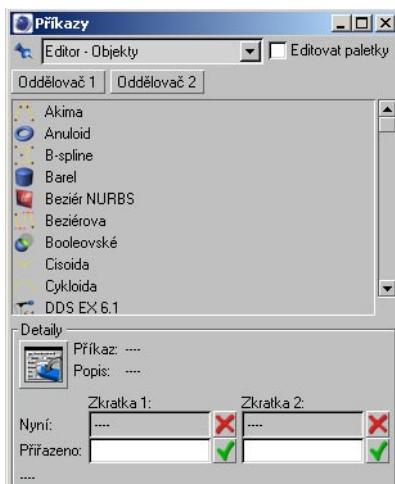 Příkazy
Editor - Objekty
Editovat paletky
Oddělovač 1 Oddělovač 2
Akima
Anuloid
B-spline
Barel
Beziér NURBS
Beziérova
Booleovské
Cisoida
Cykloida
DDS EX 6.1
Detaily
Příkaz: ----
Popis: ----
Zkratka 1: Zkratka 2:
Nyní: ---- ----
Přiřazeno:
----